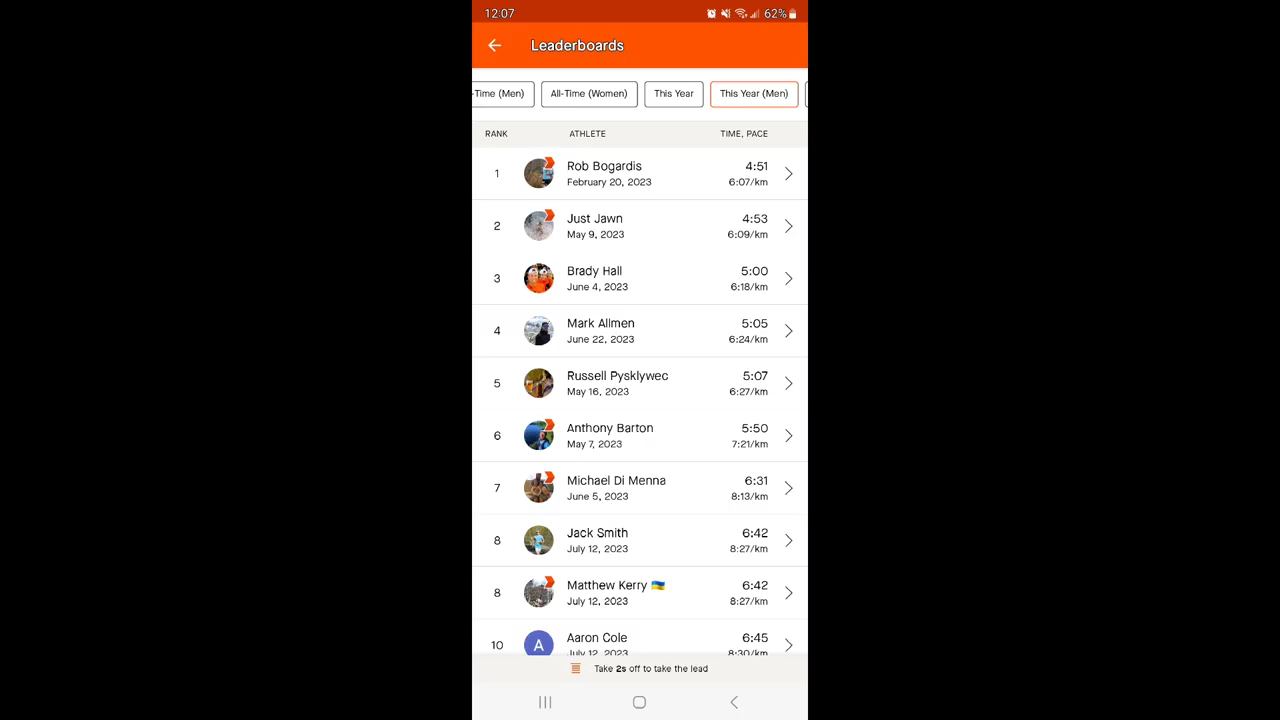 12:07 62%
Leaderboards
-Time (Men) All-Time (Women) This Year This Year (Men)
RANK ATHLETE TIME, PACE
1 Rob Bogardis 4:51
February 20, 2023 6:07/km
2 Just Jawn 4:53
May 9, 2023 6:09/km
3 Brady Hall 5:00
June 4, 2023 6:18/km
4 Mark Allmen 5:05
June 22, 2023 6:24/km
5 Russell Pysklywec 5:07
May 16, 2023 6:27/km
6 Anthony Barton 5:50
May 7, 2023 7:21/km
7 Michael Di Menna 6:31
June 5, 2023 8:13/km
8 Jack Smith 6:42
July 12, 2023 8:27/km
8 Matthew Kerry 🇺🇦 6:42
July 12, 2023 8:27/km
10 A Aaron Cole 6:45
July 12, 2023 8:30/km
Take 2s off to take the lead